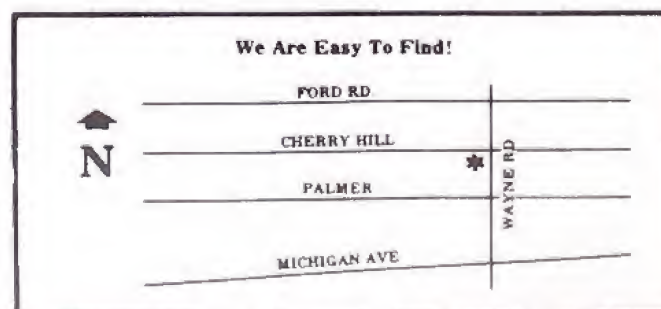 We Are Easy To Find!
FORD RD
CHERRY HILL
N
PALMER
WAYNE RD
MICHIGAN AVE